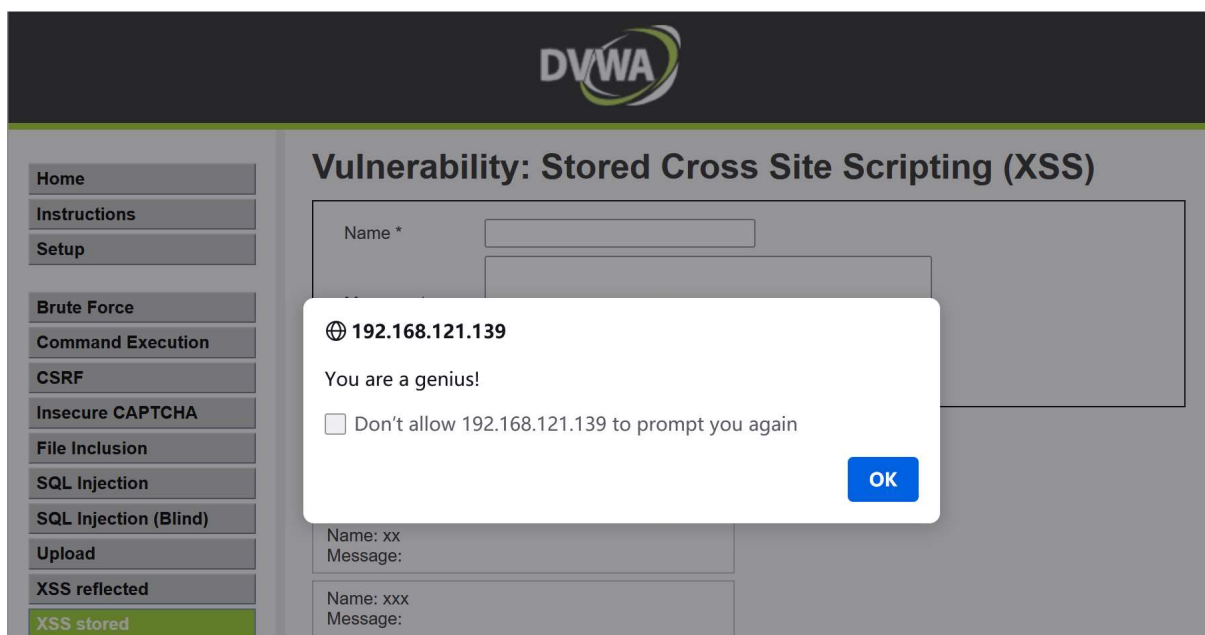 DVWA
Home
Instructions
Setup
Brute Force
Command Execution
CSRF
Insecure CAPTCHA
File Inclusion
SQL Injection
SQL Injection (Blind)
Upload
XSS reflected
XSS stored
Vulnerability: Stored Cross Site Scripting (XSS)
Name *
192.168.121.139
You are a genius!
Don't allow 192.168.121.139 to prompt you again
OK
Name: xx
Message:
Name: xxx
Message: